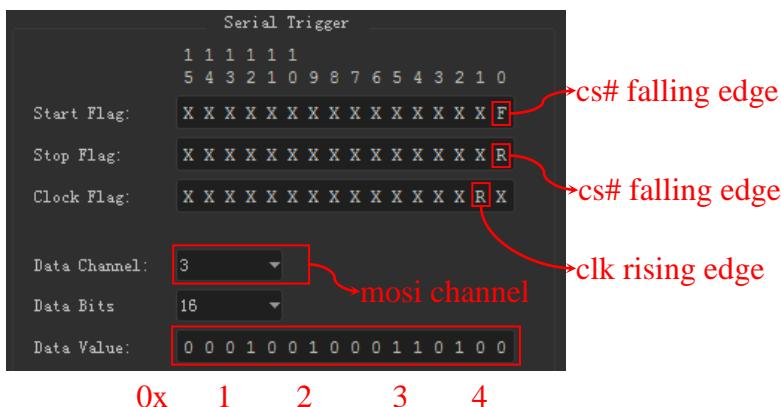 Serial Trigger
1 1 1 1 1 1
5 4 3 2 1 0 9 8 7 6 5 4 3 2 1 0
Start Flag: X X X X X X X X X X X X X X X F
cs# falling edge
Stop Flag: X X X X X X X X X X X X X X X R
cs# falling edge
Clock Flag: X X X X X X X X X X X X X X R X
clk rising edge
Data Channel: 3
mosi channel
Data Bits 16
Data Value: 0 0 0 1 0 0 1 0 0 0 1 1 0 1 0 0
0x 1 2 3 4